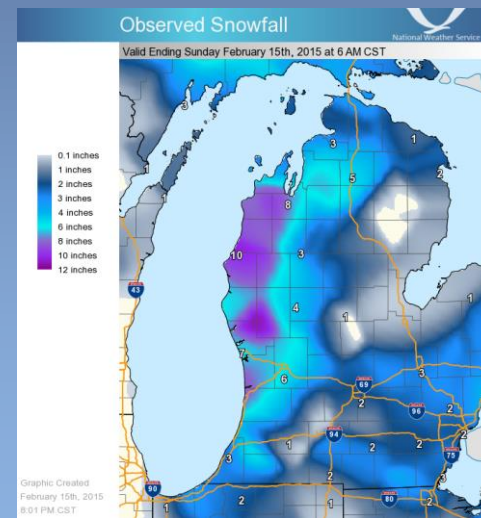 Observed Snowfall
National Weather Service
Valid Ending Sunday February 15th, 2015 at 6 AM CST
0.1 inches
1 inches
2 inches
3 inches
4 inches
6 inches
8 inches
10 inches
12 inches
3
3
1
5
2
1
1
8
10
3
1
43
4
1
7
6
3
69
2
96
2
94
2
1
2
2
75
3
3
90
1
2
2
80
2
Graphic Created
February 15th, 2015
8:01 PM CST